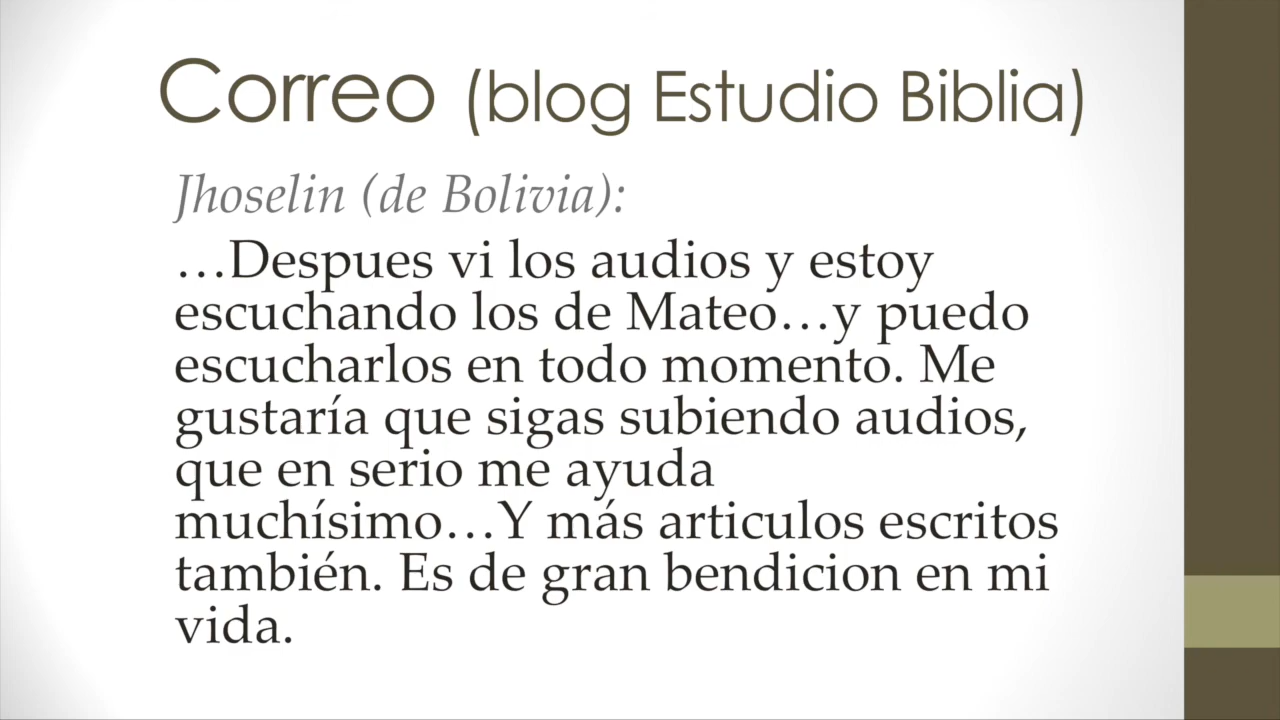 Correo (blog Estudio Biblia)
Jhoselin (de Bolivia):
…Despues vi los audios y estoy
escuchando los de Mateo…y puedo
escucharlos en todo momento. Me
gustaría que sigas subiendo audios,
que en serio me ayuda
muchísimo…Y más articulos escritos
también. Es de gran bendicion en mi
vida.